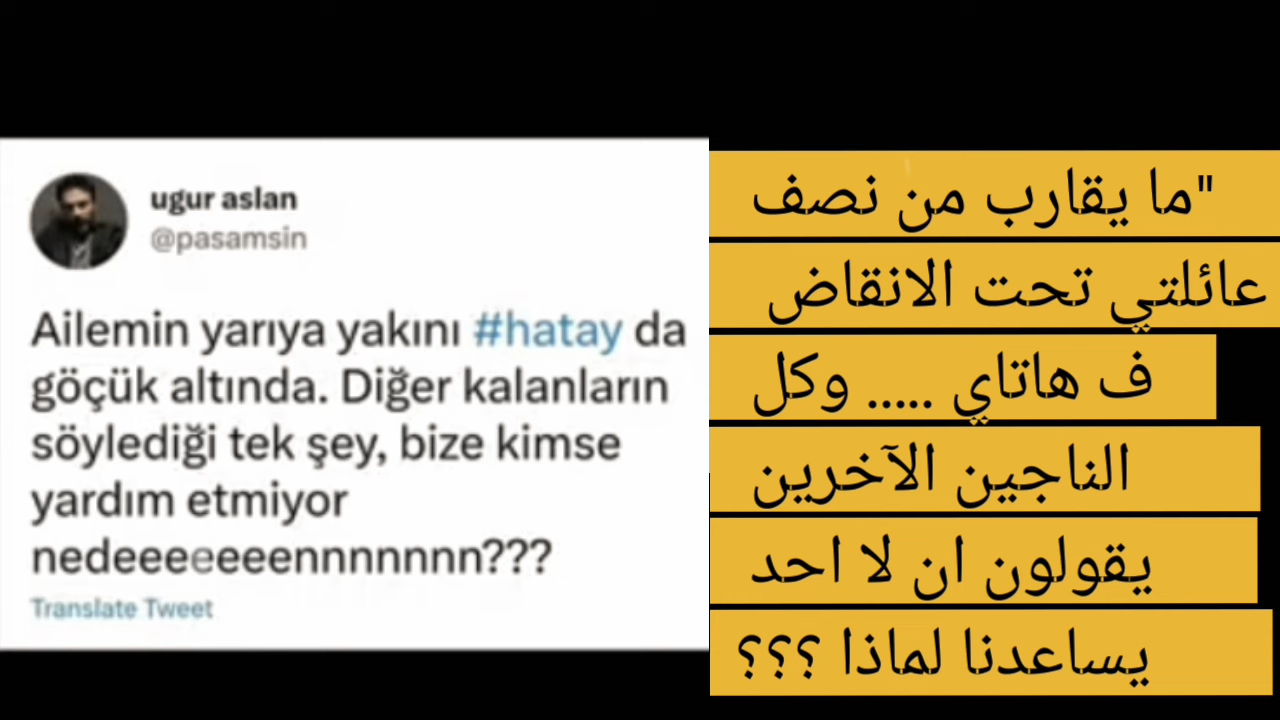 ugur aslan
@pasamsin
Ailemin yarıya yakını #hatay da
göçük altında. Diğer kalanların
söylediği tek şey, bize kimse
yardım etmiyor
nedeeeeeeennnnnnn???
Translate Tweet
"ما يقارب من نصف
عائلتي تحت الانقاض
ف هاتاي ..... وكل
الناجين الآخرين
يقولون ان لا احد
يساعدنا لماذا ؟؟؟